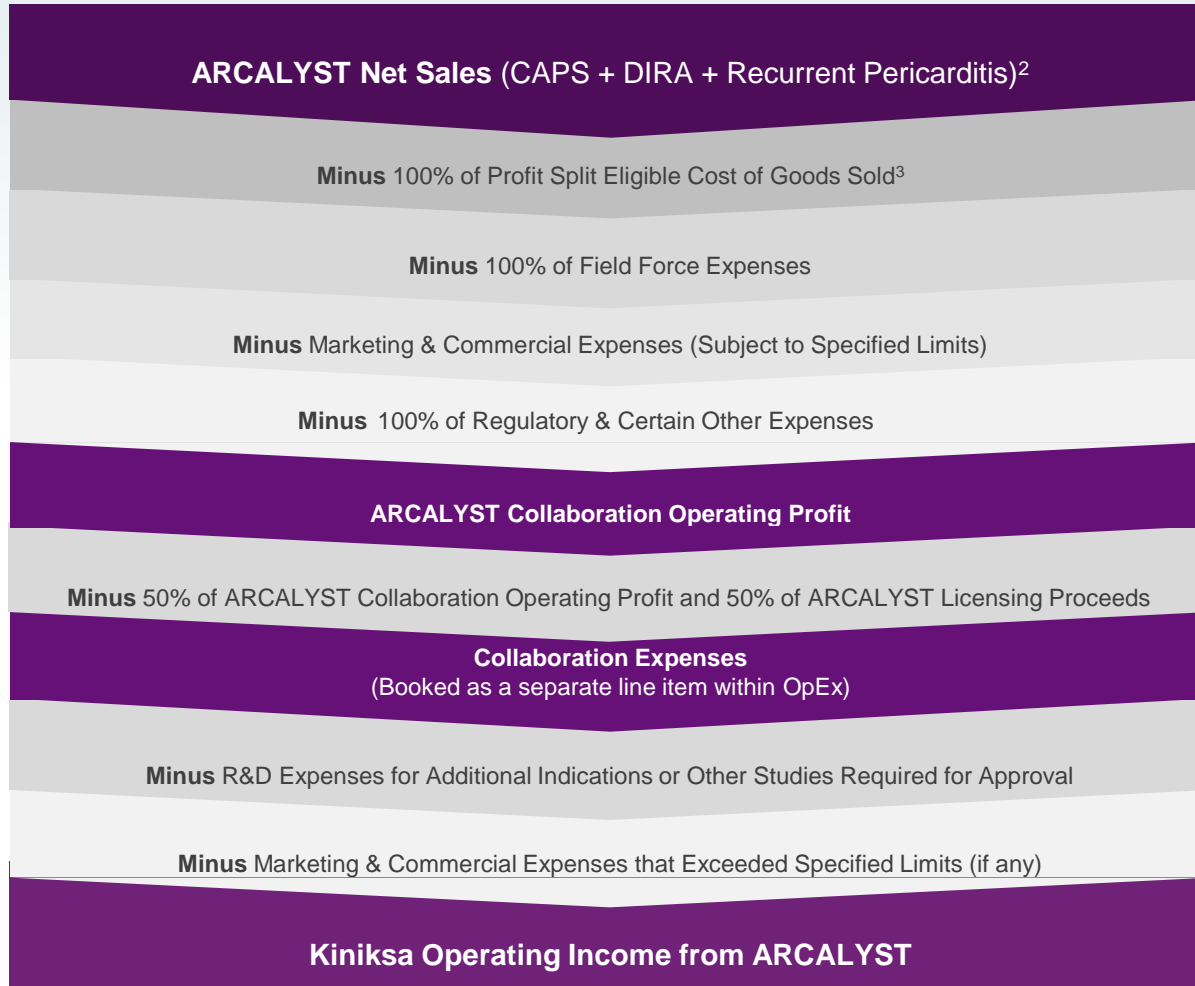 ARCALYST Net Sales (CAPS + DIRA + Recurrent Pericarditis)²
Minus 100% of Profit Split Eligible Cost of Goods Sold³
Minus 100% of Field Force Expenses
Minus Marketing & Commercial Expenses (Subject to Specified Limits)
Minus 100% of Regulatory & Certain Other Expenses
ARCALYST Collaboration Operating Profit
Minus 50% of ARCALYST Collaboration Operating Profit and 50% of ARCALYST Licensing Proceeds
Collaboration Expenses
(Booked as a separate line item within OpEx)
Minus R&D Expenses for Additional Indications or Other Studies Required for Approval
Minus Marketing & Commercial Expenses that Exceeded Specified Limits (if any)
Kiniksa Operating Income from ARCALYST